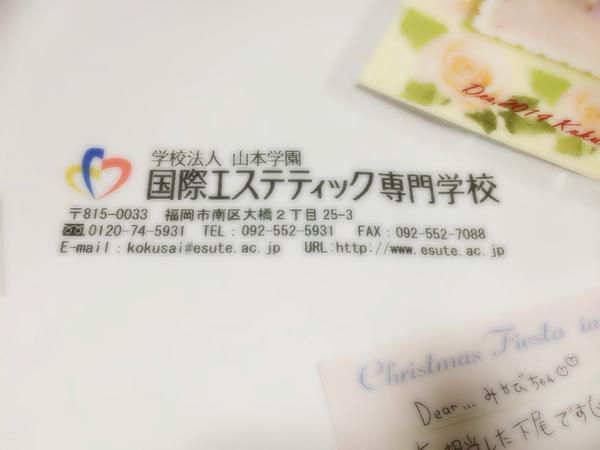 Dec, 2014 Koku
学校法人 山本学園
国際エステティック専門学校
〒815-0033 福岡市南区大橋2丁目25-3
0120-74-5931 TEL:092-552-5931 FAX:092-552-7088
E-mail:kokusai@esute.ac.jp URL:http://www.esute.ac.jp
Christmas Fiesta in
Dear... みかびちゃん♡♡
担当した下尾です